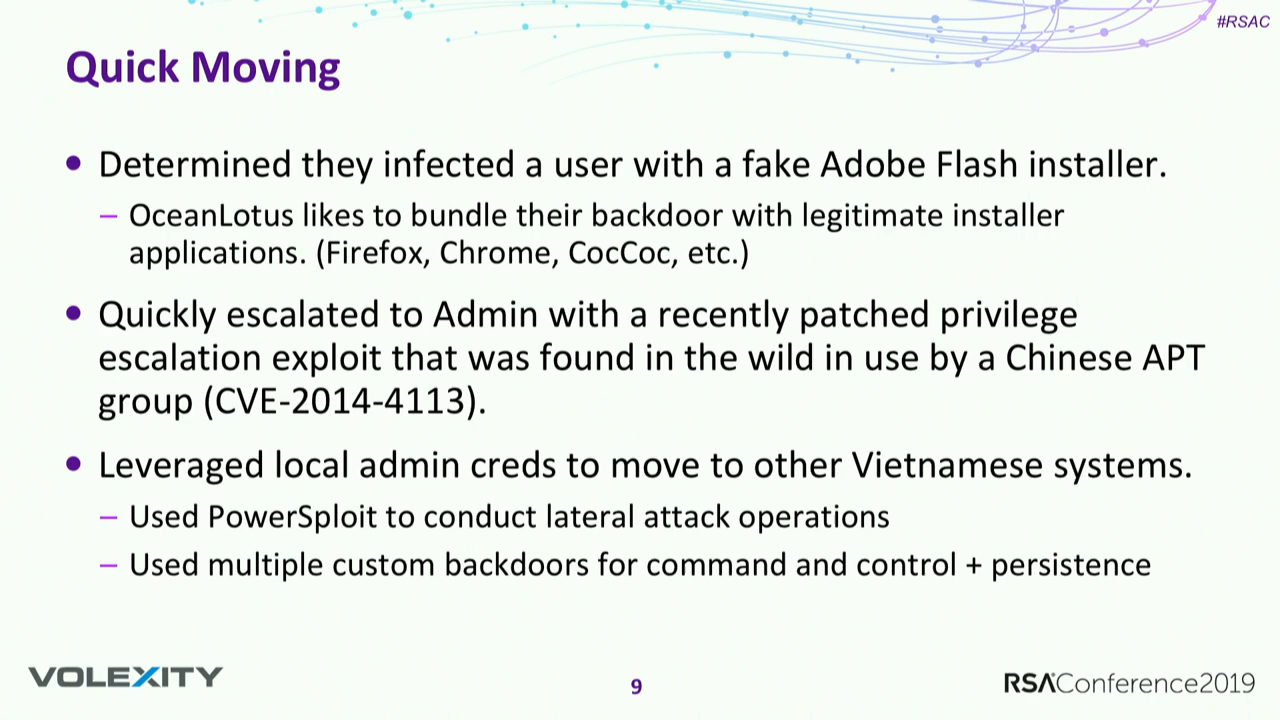 #RSAC
Quick Moving
• Determined they infected a user with a fake Adobe Flash installer.
– OceanLotus likes to bundle their backdoor with legitimate installer
applications. (Firefox, Chrome, CocCoc, etc.)
• Quickly escalated to Admin with a recently patched privilege
escalation exploit that was found in the wild in use by a Chinese APT
group (CVE-2014-4113).
• Leveraged local admin creds to move to other Vietnamese systems.
– Used PowerSploit to conduct lateral attack operations
– Used multiple custom backdoors for command and control + persistence
VOLEXITY
9
RSAConference2019